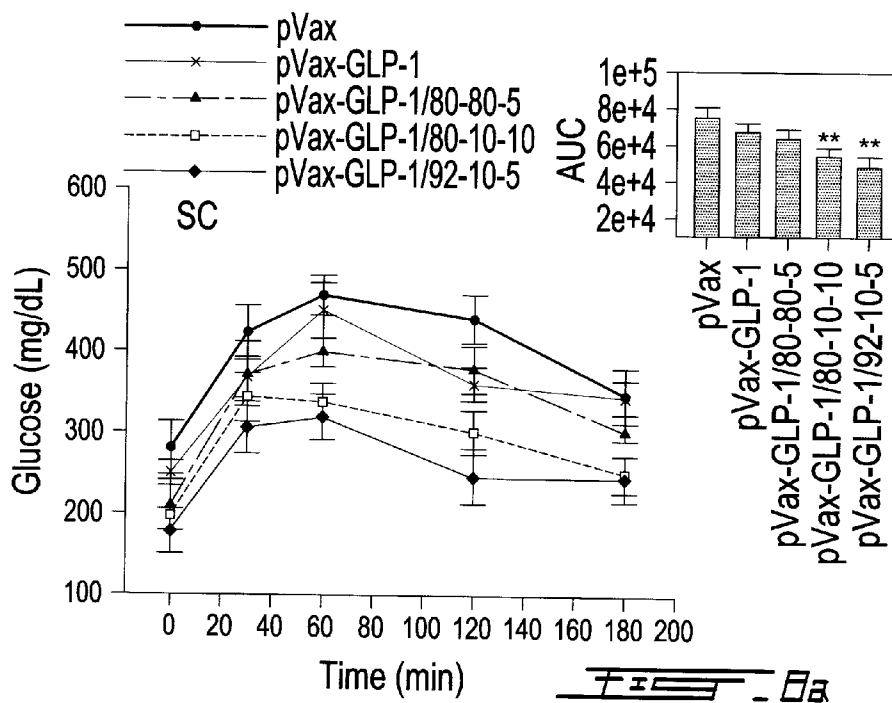 pVax
pVax-GLP-1
pVax-GLP-1/80-80-5
pVax-GLP-1/80-10-10
pVax-GLP-1/92-10-5
SC
Glucose (mg/dL)
600
500
400
300
200
100
0 20 40 60 80 100 120 140 160 180 200
Time (min)
AUC
1e+5
8e+4
6e+4
4e+4
2e+4
** **
pVax
pVax-GLP-1
pVax-GLP-1/80-80-5
pVax-GLP-1/80-10-10
pVax-GLP-1/92-10-5
Fig-8a